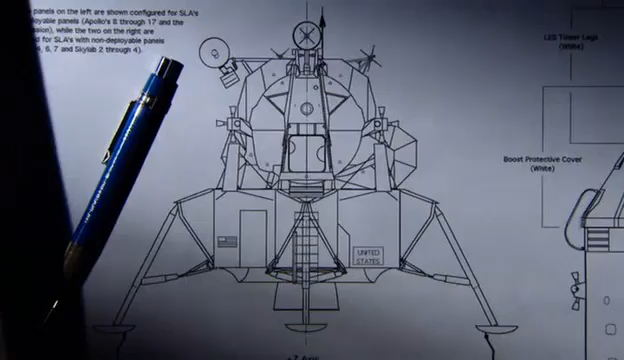 panels on the left are shown configured for SLA's
panels (Apollo's 8 through 17 and the
while the two on the right are
for SLA's with non-deployable panels
6, 7 and Skylab 2 through 4).
LES Tower Legs
(White)
Boost Protective Cover
(White)
UNITED
STATES